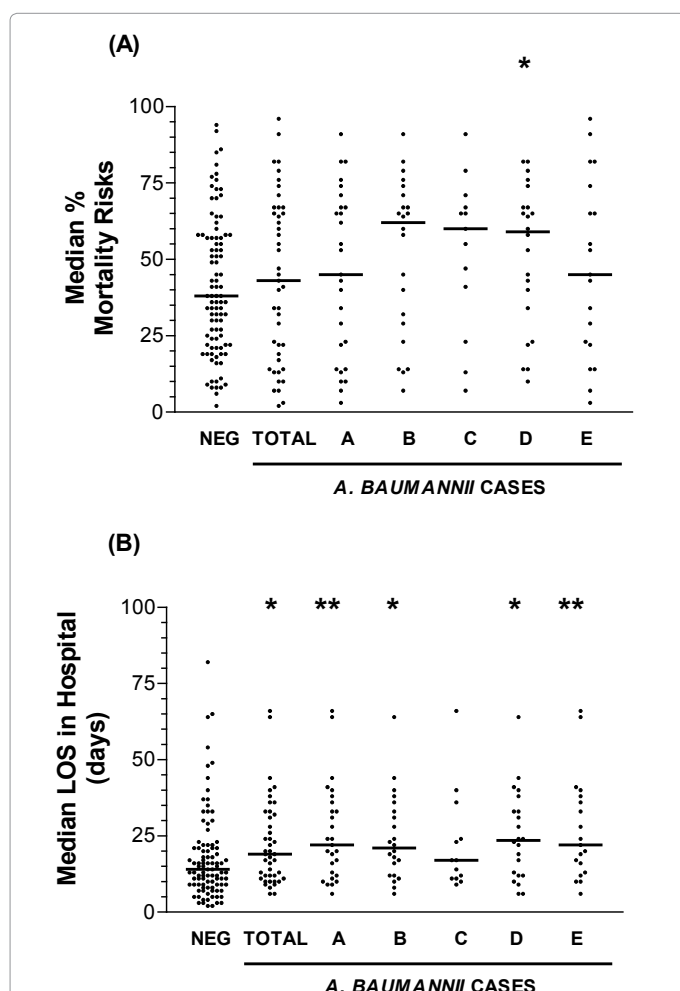 (A)
*
Median %
Mortality Risks
100
75
50
25
0
NEG TOTAL A B C D E
A. BAUMANNII CASES
(B)
* ** * * **
Median LOS in Hospital
(days)
100
75
50
25
0
NEG TOTAL A B C D E
A. BAUMANNII CASES